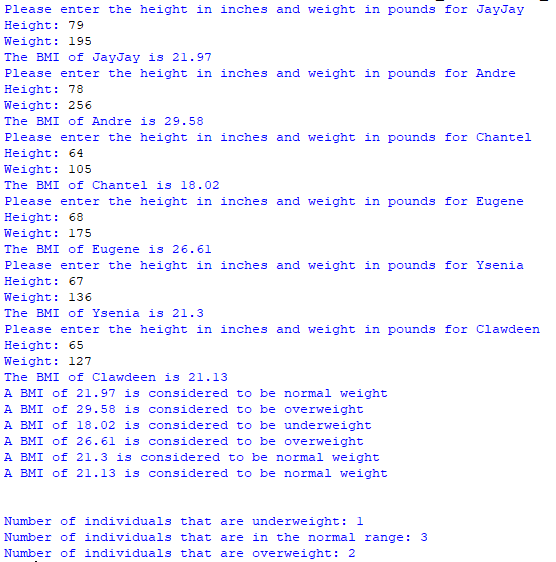 Please enter the height in inches and weight in pounds for JayJay
Height: 79
Weight: 195
The BMI of JayJay is 21.97
Please enter the height in inches and weight in pounds for Andre
Height: 78
Weight: 256
The BMI of Andre is 29.58
Please enter the height in inches and weight in pounds for Chantel
Height: 64
Weight: 105
The BMI of Chantel is 18.02
Please enter the height in inches and weight in pounds for Eugene
Height: 68
Weight: 175
The BMI of Eugene is 26.61
Please enter the height in inches and weight in pounds for Ysenia
Height: 67
Weight: 136
The BMI of Ysenia is 21.3
Please enter the height in inches and weight in pounds for Clawdeen
Height: 65
Weight: 127
The BMI of Clawdeen is 21.13
A BMI of 21.97 is considered to be normal weight
A BMI of 29.58 is considered to be overweight
A BMI of 18.02 is considered to be underweight
A BMI of 26.61 is considered to be overweight
A BMI of 21.3 is considered to be normal weight
A BMI of 21.13 is considered to be normal weight
Number of individuals that are underweight: 1
Number of individuals that are in the normal range: 3
Number of individuals that are overweight: 2